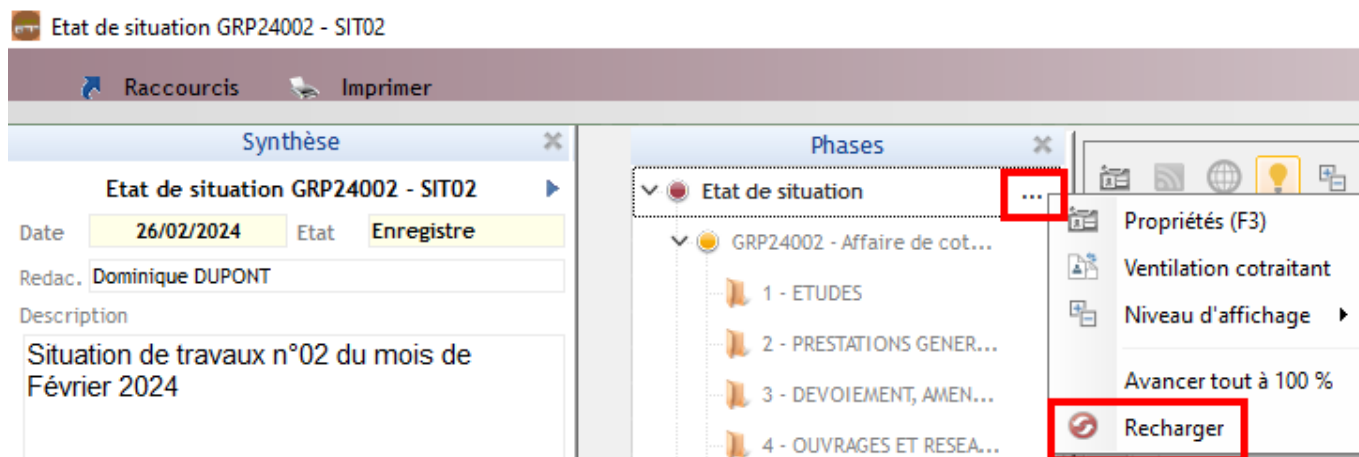 Etat de situation GRP24002 - SIT02
Raccourcis Imprimer
Synthèse
Etat de situation GRP24002 - SIT02
Date 26/02/2024 Etat Enregistre
Redac. Dominique DUPONT
Description
Situation de travaux n°02 du mois de
Février 2024
Phases
Etat de situation ...
GRP24002 - Affaire de cot...
1 - ETUDES
2 - PRESTATIONS GENER...
3 - DEVOIEMENT, AMEN...
4 - OUVRAGES ET RESEA...
Propriétés (F3)
Ventilation cotraitant
Niveau d'affichage
Avancer tout à 100 %
Recharger